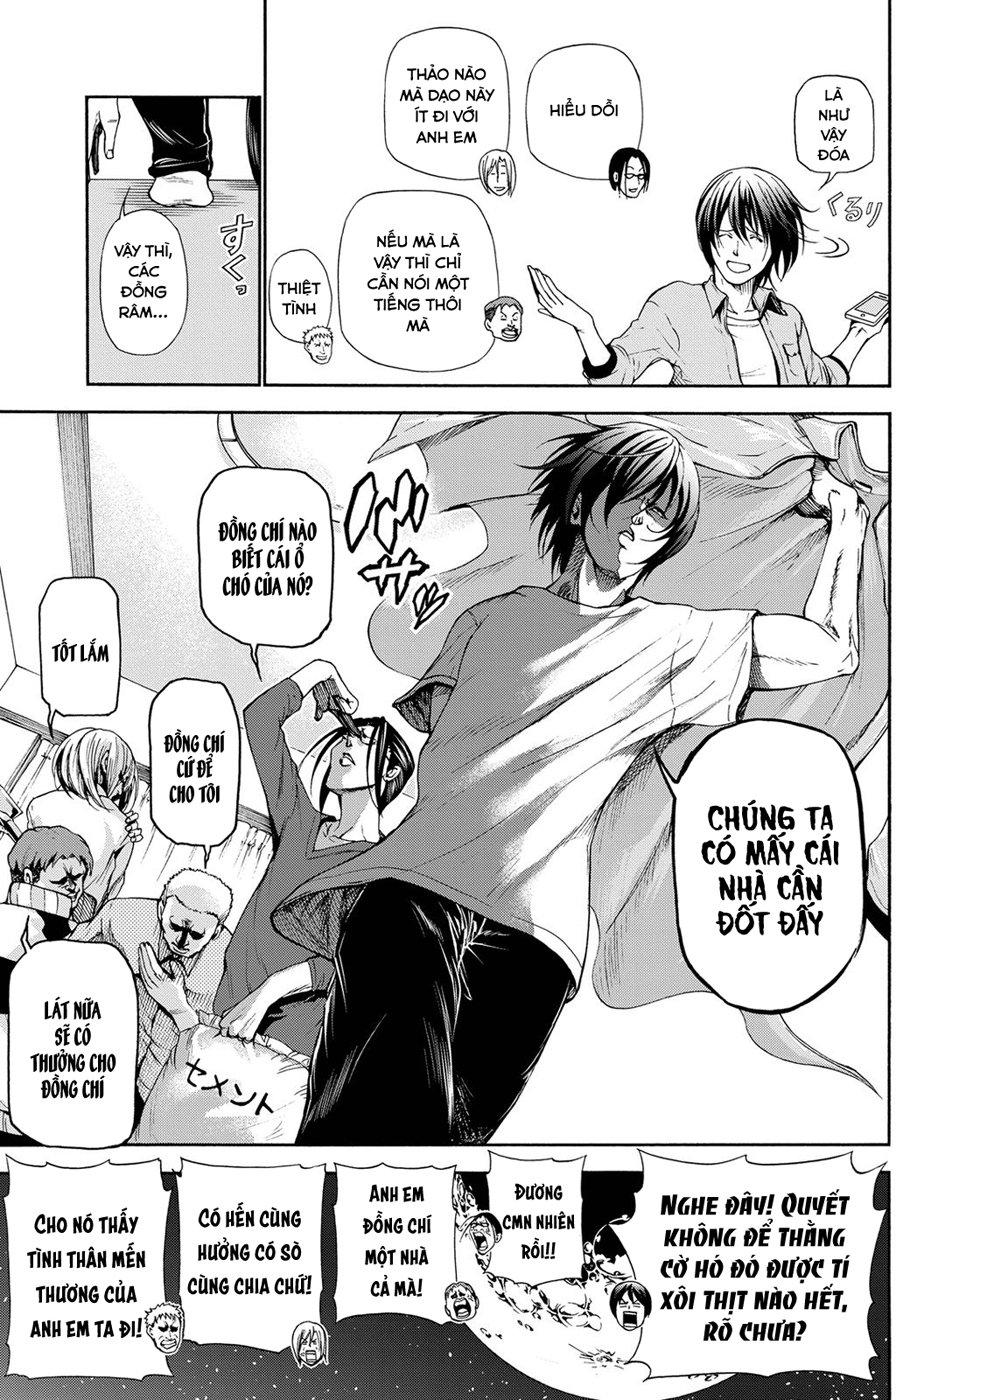 LÀ
NHƯ
VẬY
ĐÓA
くるり
HIỂU DỒI
THẢO NÀO
MÀ DẠO NÀY
ÍT ĐI VỚI
ANH EM
NẾU MÀ LÀ
VẬY THÌ CHỈ
CẦN NÓI MỘT
TIẾNG THÔI
MÀ
THIỆT
TÌNH
すくっ
VẬY THÌ,
CÁC
ĐỒNG
RÂM...
CHÚNG TA
CÓ MẤY CÁI
NHÀ CẦN
ĐỐT ĐẤY
バサッ
ĐỒNG CHÍ NÀO
BIẾT CÁI Ổ
CHÓ CỦA NÓ?
ĐỒNG CHÍ
CỨ ĐỂ
CHO TÔI
TỐT LẮM
LÁT NỮA
SẼ CÓ
THƯỞNG CHO
ĐỒNG CHÍ
セメント
NGHE ĐÂY! QUYẾT
KHÔNG ĐỂ THẰNG
CỜ HÓ ĐÓ ĐƯỢC TÍ
XÔI THỊT NÀO HẾT,
RÕ CHƯA?
ĐƯƠNG
CMN NHIÊN
RỒI!!
ANH EM
ĐỒNG CHÍ
MỘT NHÀ
CẢ MÀ!
CÓ HẾN CÙNG
HƯỞNG CÓ SÒ
CÙNG CHIA CHỨ!
CHO NÓ THẤY
TÌNH THÂN MẾN
THƯƠNG CỦA
ANH EM TA ĐI!